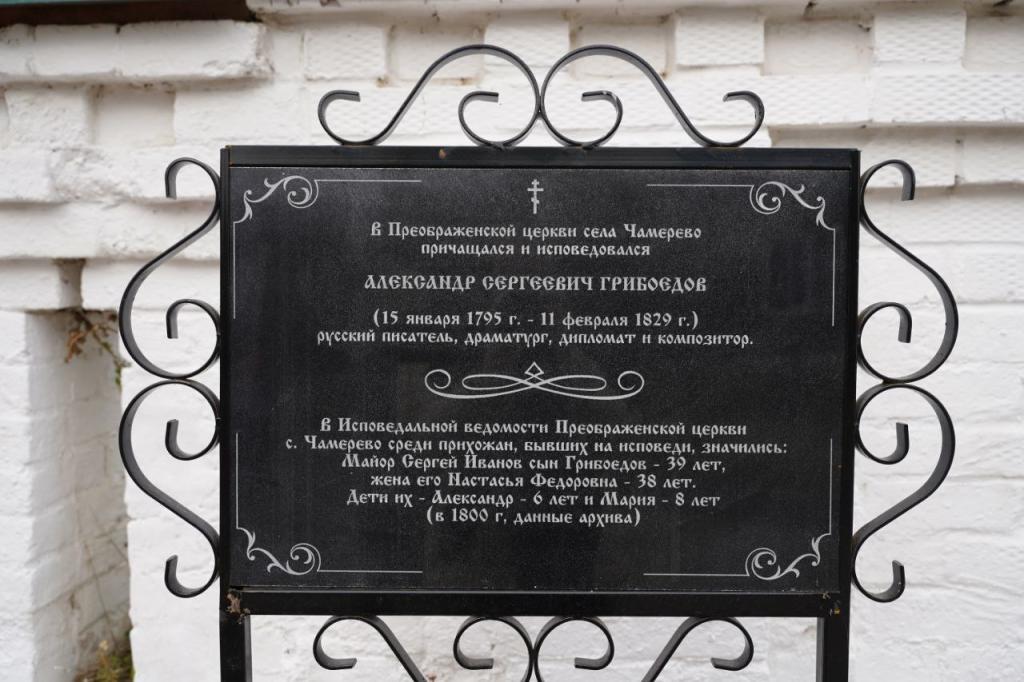 В Преображенской церкви села Чамерево
причащался и исповедовался
АЛЕКСАНДР СЕРГЕЕВИЧ ГРИБОЕДОВ
(15 января 1795 г. - 11 февраля 1829 г.)
русский писатель, драматург, дипломат и композитор.
В Исповедальной ведомости Преображенской церкви
с. Чамерево среди прихожан, бывших на исповеди, значились:
Майор Сергей Иванов сын Грибоедов - 39 лет,
жена его Настасья Федоровна - 38 лет.
Дети их - Александр - 6 лет и Мария - 8 лет
(в 1800 г, данные архива)